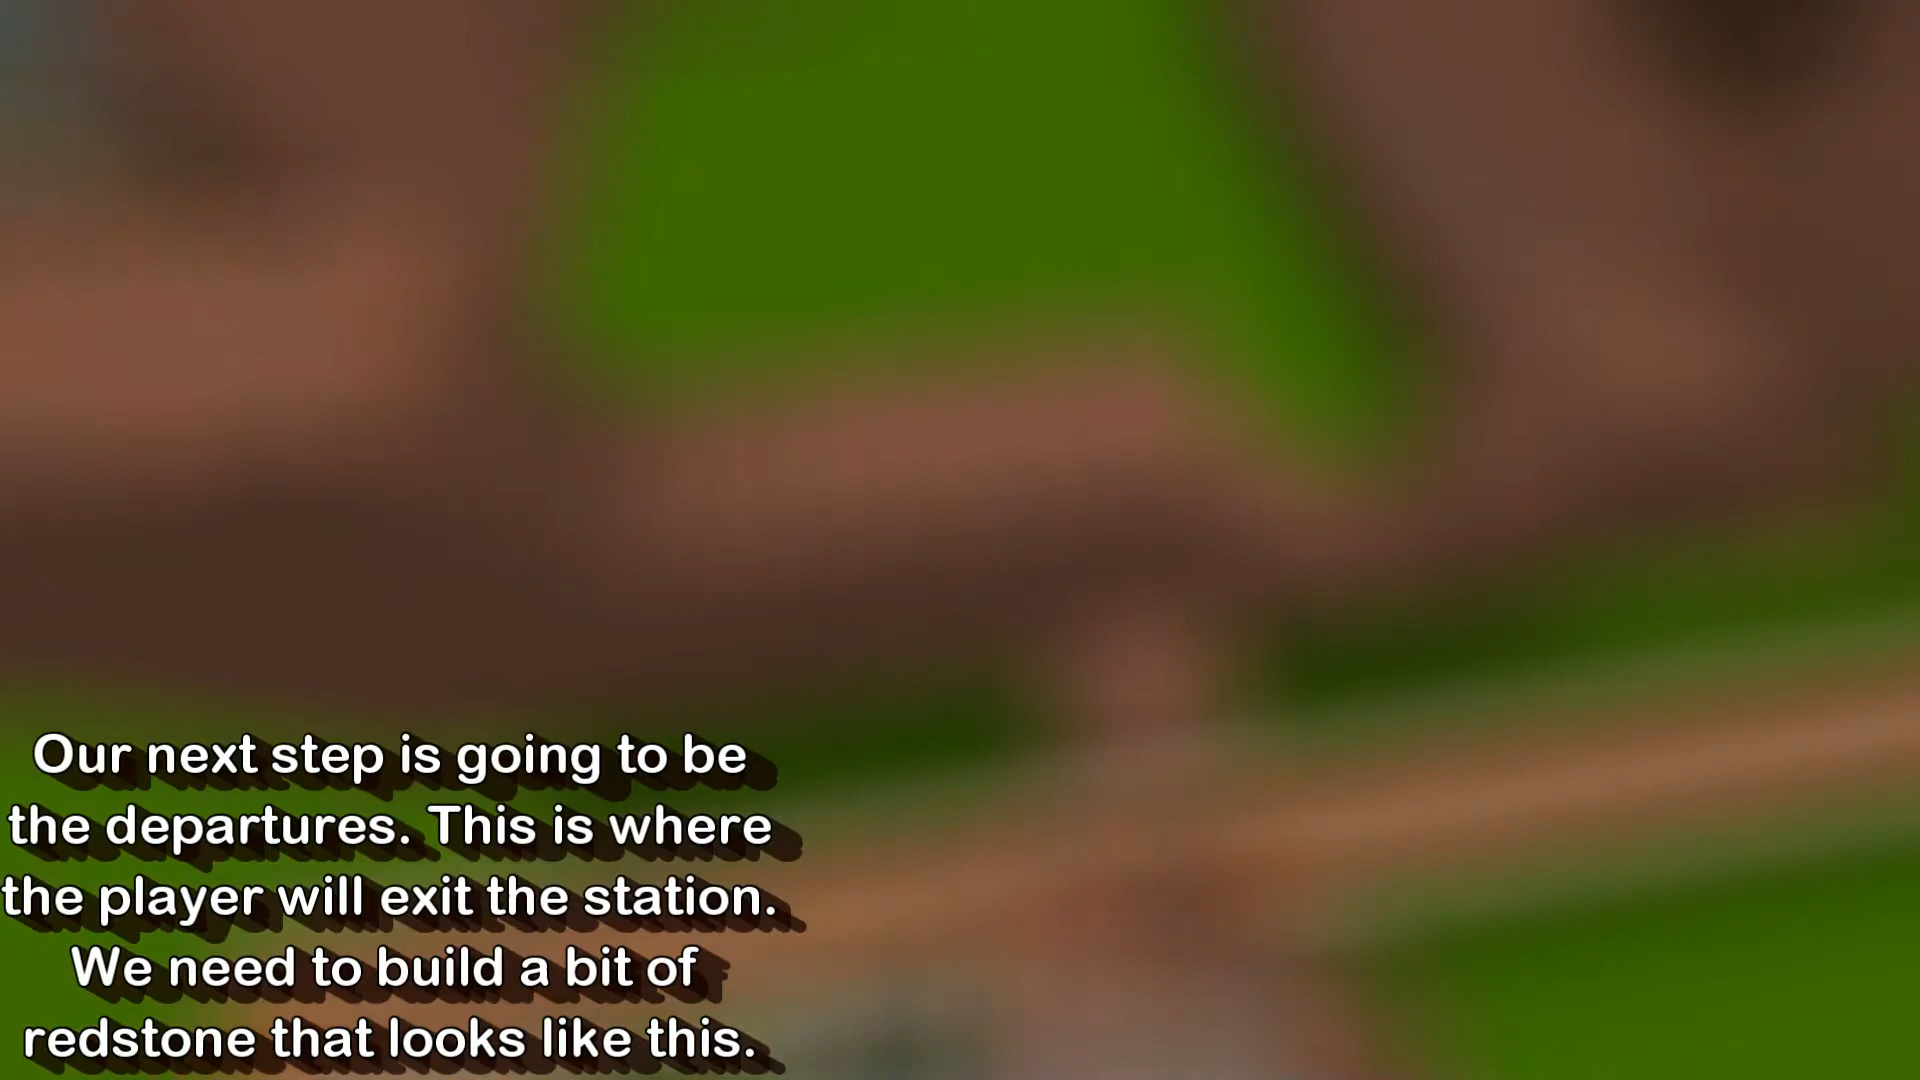 Our next step is going to be
the departures. This is where
the player will exit the station.
We need to build a bit of
redstone that looks like this.